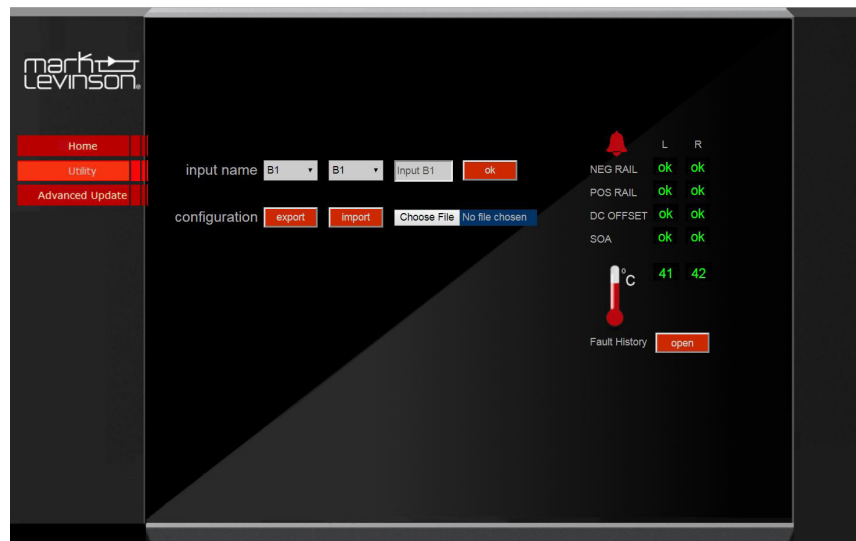 mark
Levinson®
Home
Utility
Advanced Update
input name B1 B1 Input B1 ok
configuration export import Choose File No file chosen
L R
NEG RAIL ok ok
POS RAIL ok ok
DC OFFSET ok ok
SOA ok ok
°C 41 42
Fault History open